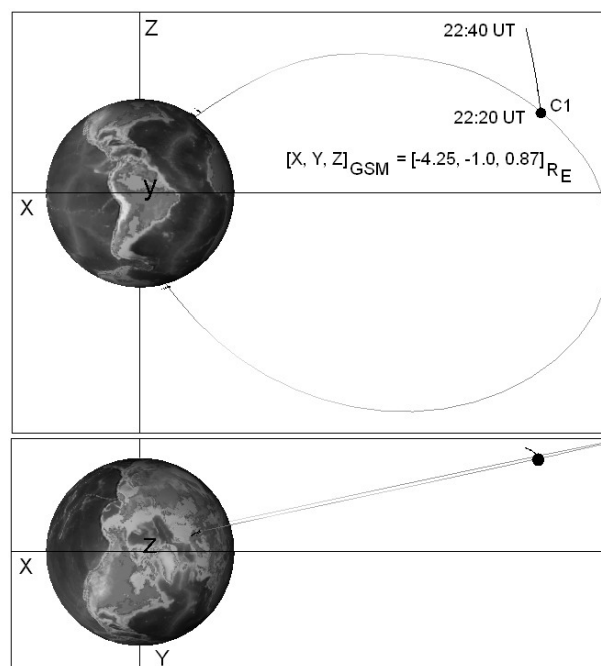 Z
22:40 UT
C1
22:20 UT
[X, Y, Z]GSM = [-4.25, -1.0, 0.87]RE
y
X
z
X
Y